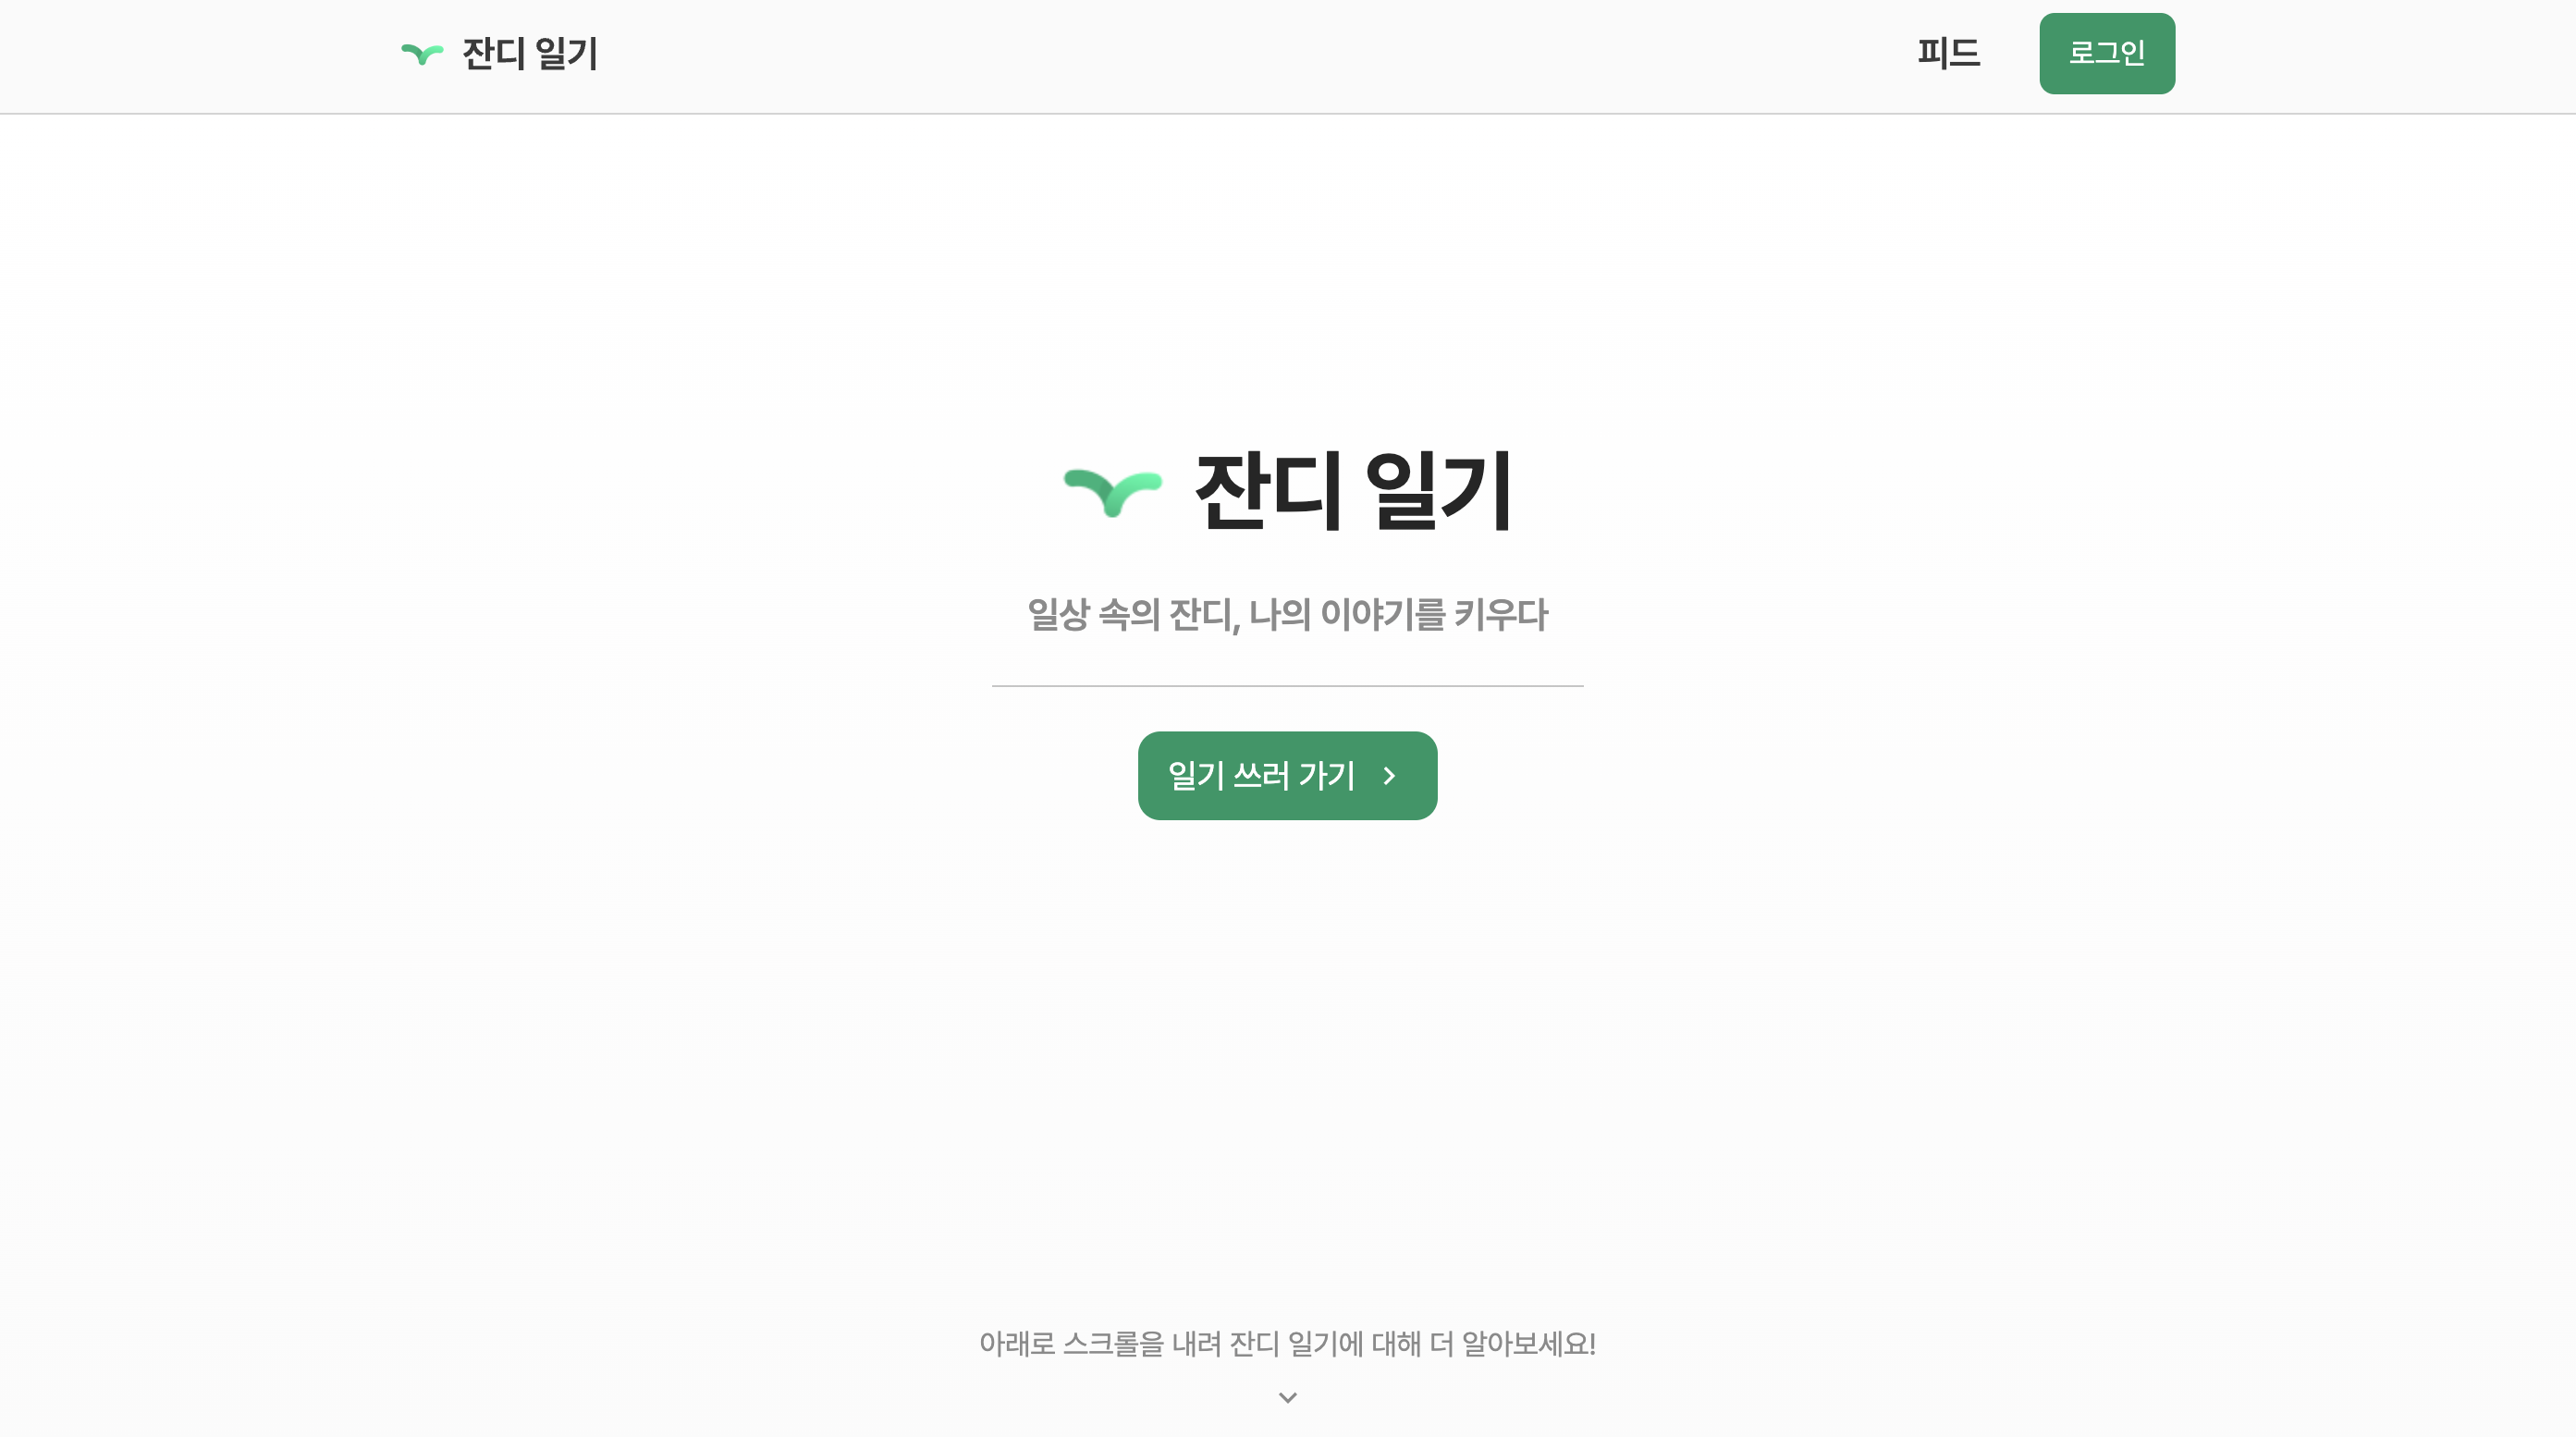 잔디 일기
피드
로그인
잔디 일기
일상 속의 잔디, 나의 이야기를 키우다
일기 쓰러 가기
아래로 스크롤을 내려 잔디 일기에 대해 더 알아보세요!